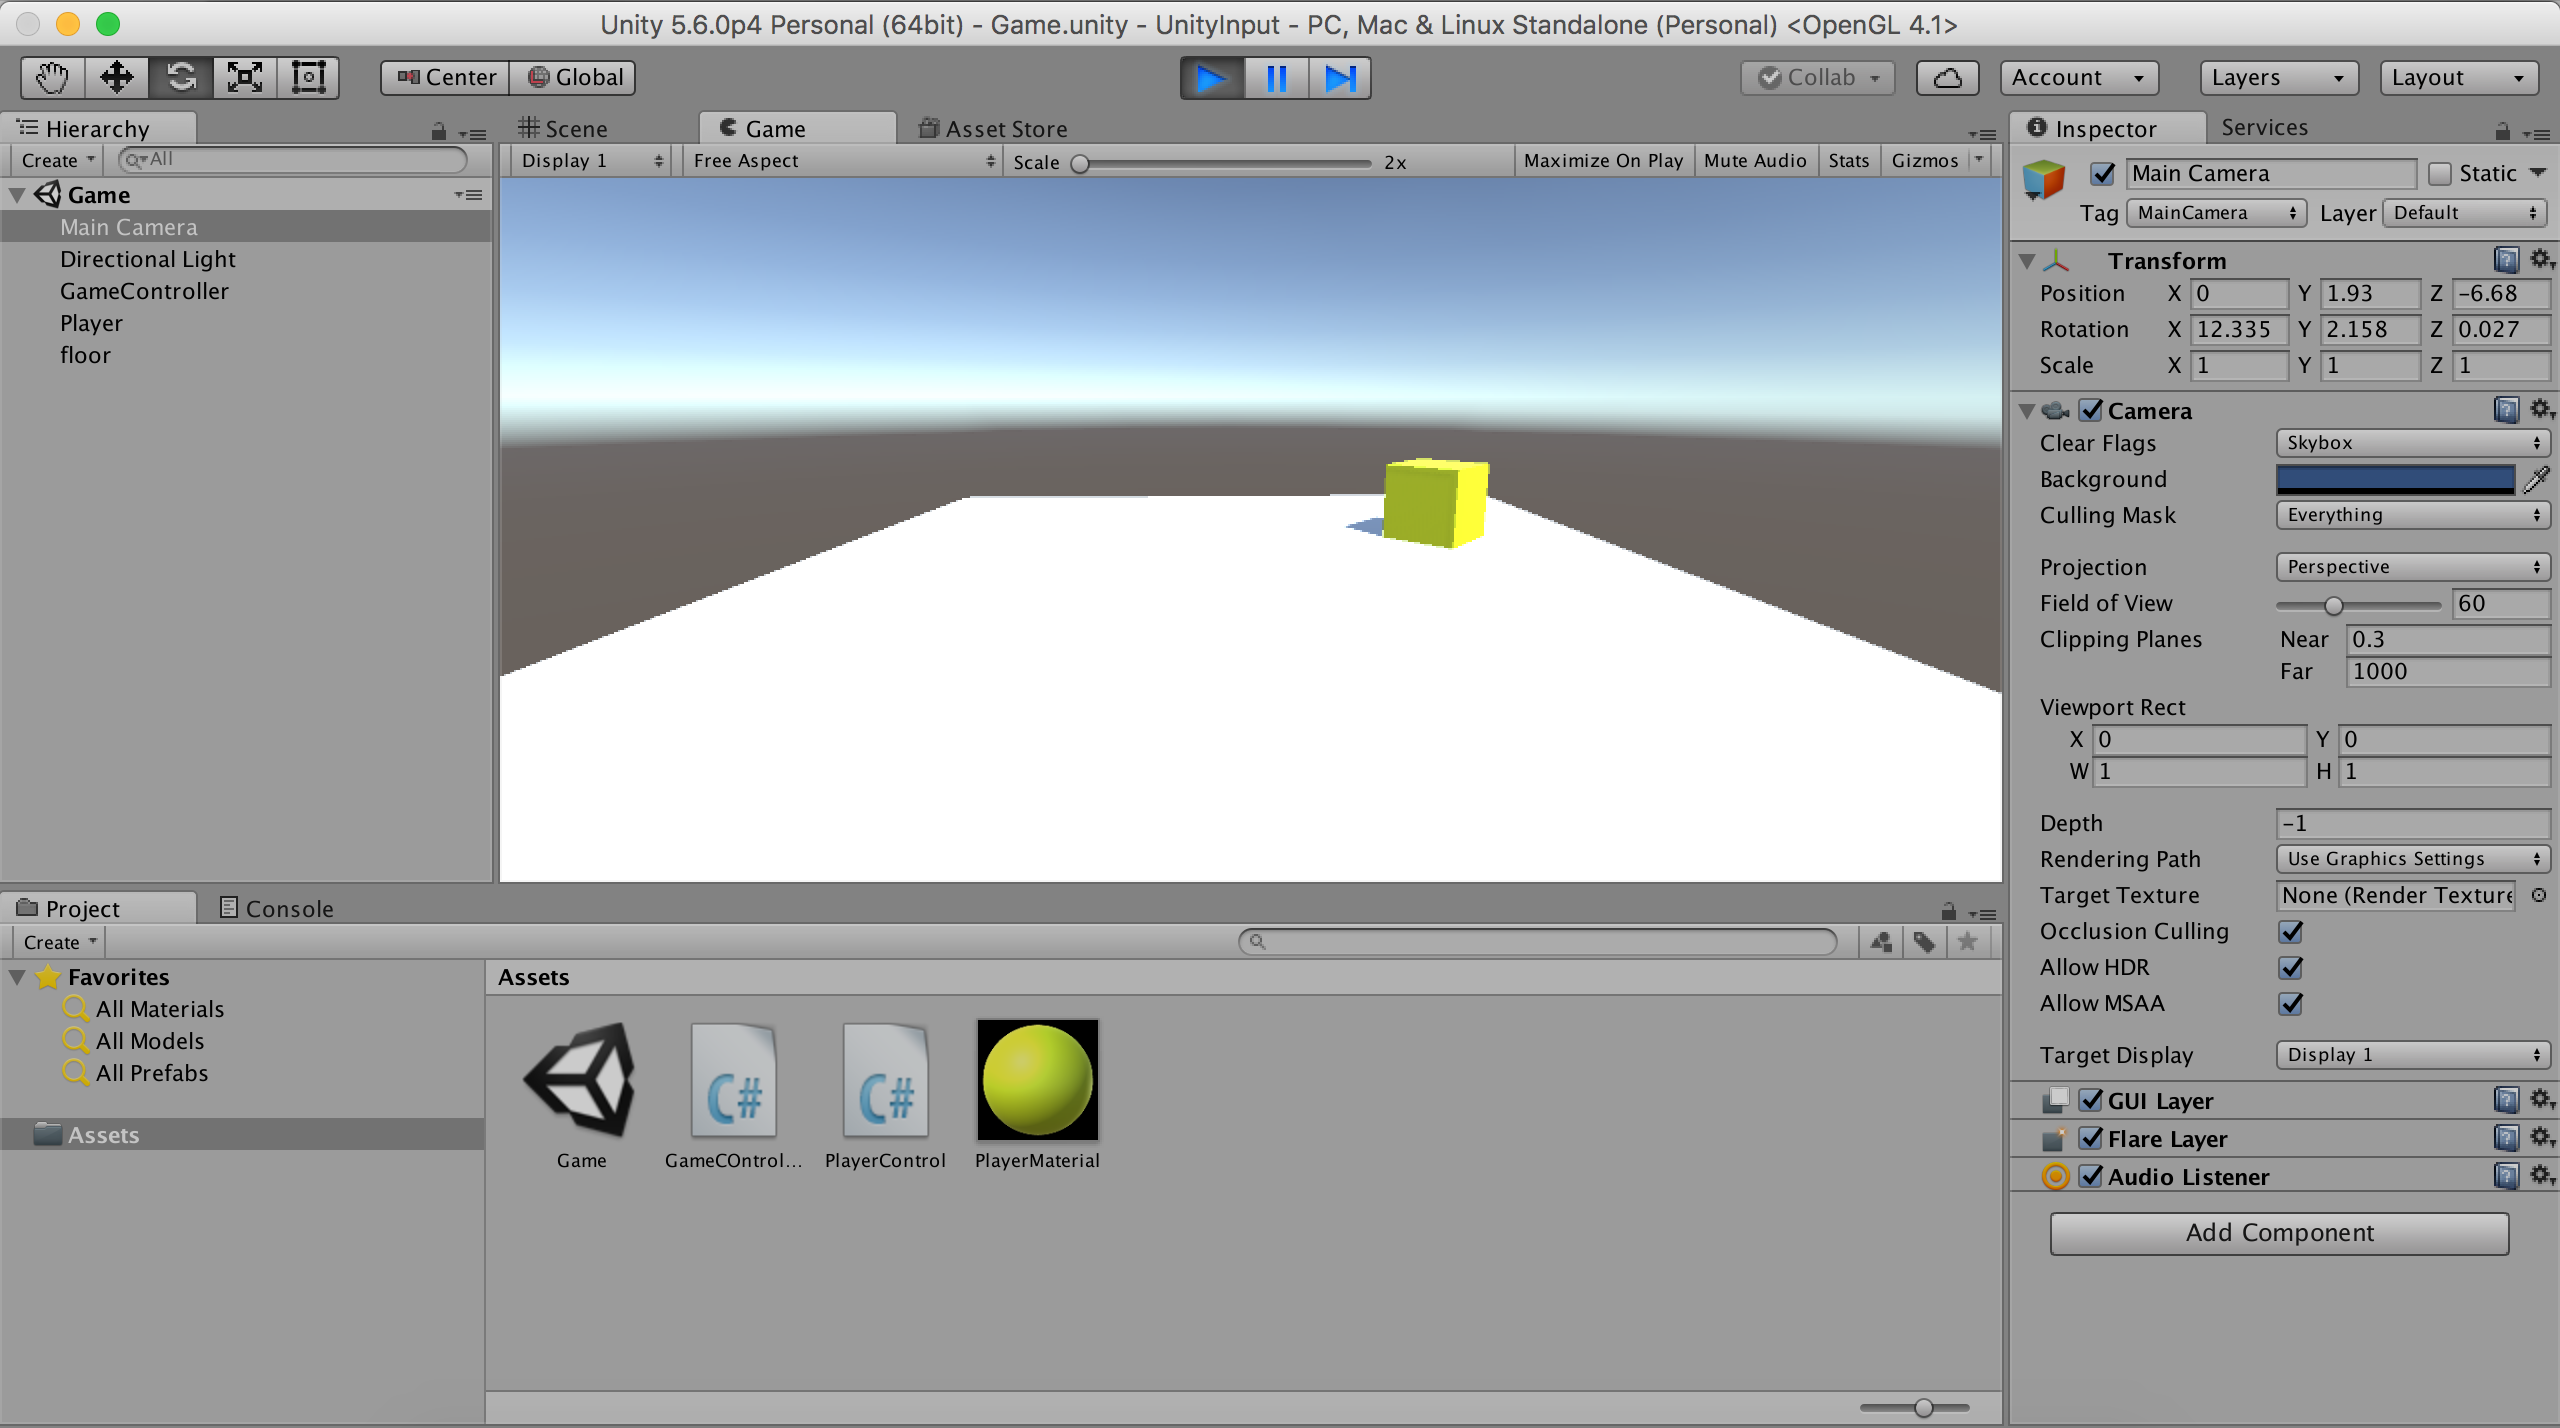 Unity 5.6.0p4 Personal (64bit) - Game.unity - UnityInput - PC, Mac & Linux Standalone (Personal) <OpenGL 4.1>
Center Global Collab Account Layers Layout
Hierarchy
Create All
Game
Main Camera
Directional Light
GameController
Player
floor
Scene Game Asset Store
Display 1 Free Aspect Scale 2x Maximize On Play Mute Audio Stats Gizmos
Inspector Services
Main Camera Static
Tag MainCamera Layer Default
Transform
Position X 0 Y 1.93 Z -6.68
Rotation X 12.335 Y 2.158 Z 0.027
Scale X 1 Y 1 Z 1
Camera
Clear Flags Skybox
Background
Culling Mask Everything
Projection Perspective
Field of View 60
Clipping Planes Near 0.3
Far 1000
Viewport Rect
X 0 Y 0
W 1 H 1
Depth -1
Rendering Path Use Graphics Settings
Target Texture None (Render Texture
Occlusion Culling
Allow HDR
Allow MSAA
Target Display Display 1
GUI Layer
Flare Layer
Audio Listener
Add Component
Project Console
Create
Favorites
All Materials
All Models
All Prefabs
Assets
Assets
C# C#
Game GameCOntrol... PlayerControl PlayerMaterial